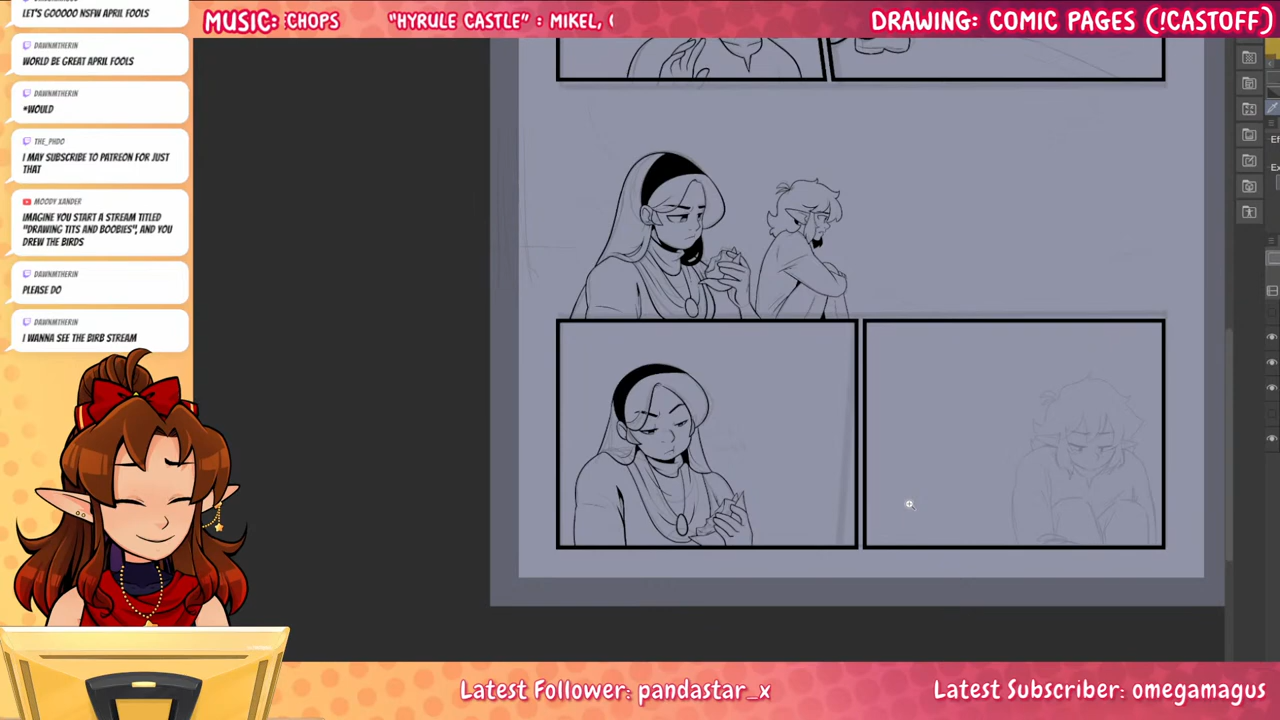 MUSIC: CHOPS "HYRULE CASTLE" : MIKEL,
DRAWING: COMIC PAGES (!CASTOFF)
LET'S GOOOOO NSFW APRIL FOOLS
DAWNMTHERIN
WORLD BE GREAT APRIL FOOLS
DAWNMTHERIN
*WOULD
THE_PHDO
I MAY SUBSCRIBE TO PATREON FOR JUST
THAT
MOODY XANDER
IMAGINE YOU START A STREAM TITLED
"DRAWING TITS AND BOOBIES", AND YOU
DREW THE BIRDS
DAWNMTHERIN
PLEASE DO
DAWNMTHERIN
I WANNA SEE THE BIRB STREAM
Latest Follower: pandastar_x
Latest Subscriber: omegamagus